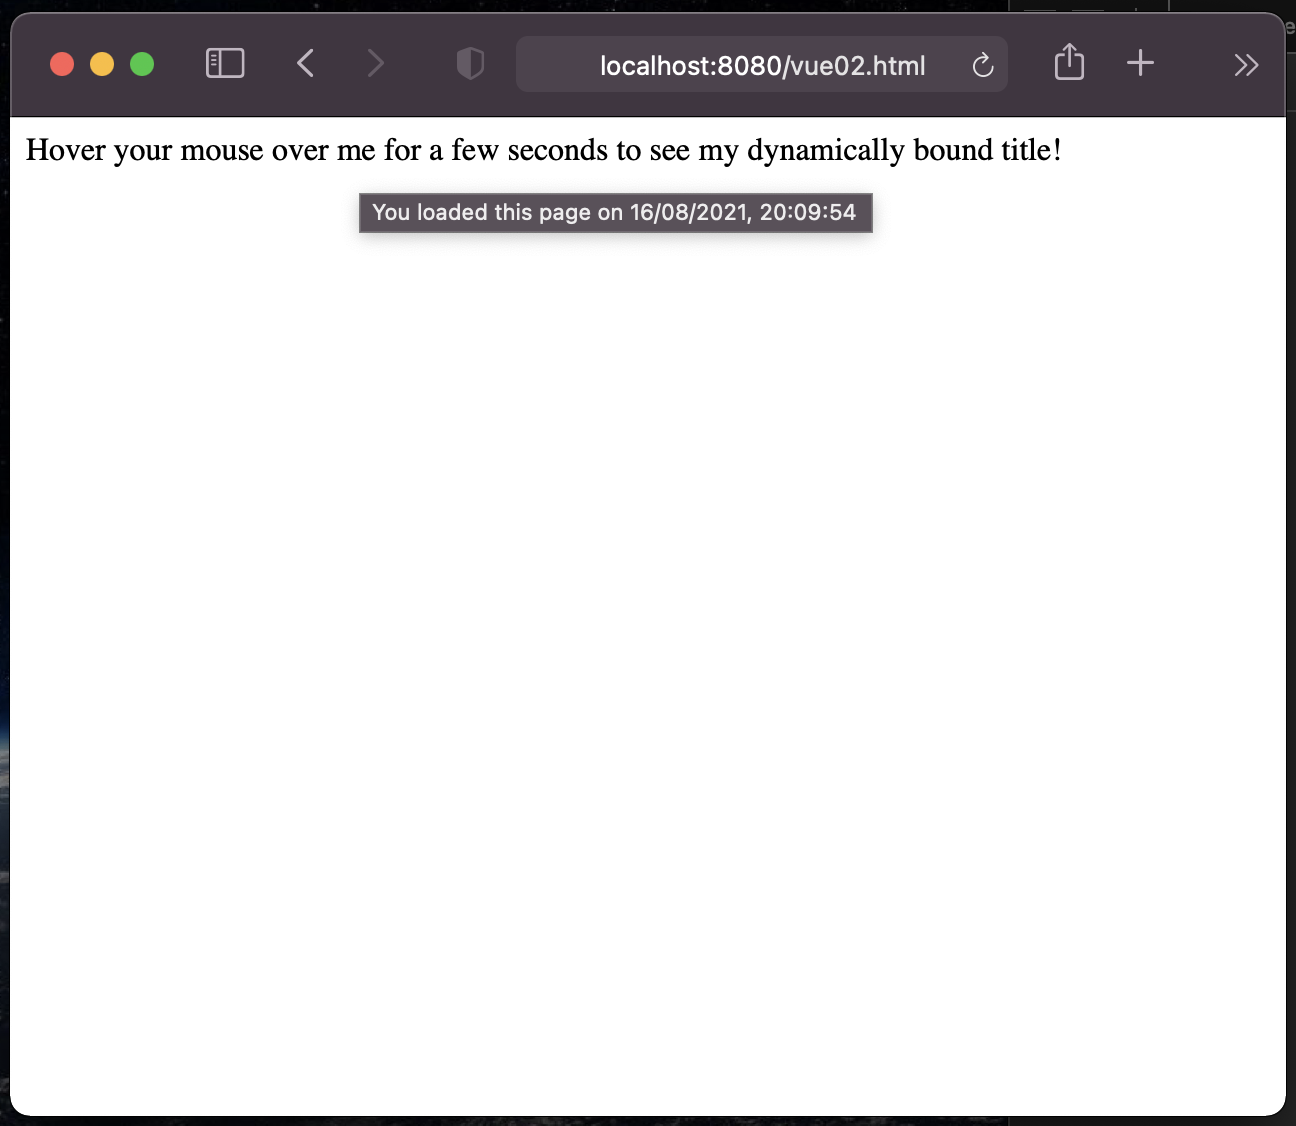 localhost:8080/vue02.html
Hover your mouse over me for a few seconds to see my dynamically bound title!
You loaded this page on 16/08/2021, 20:09:54